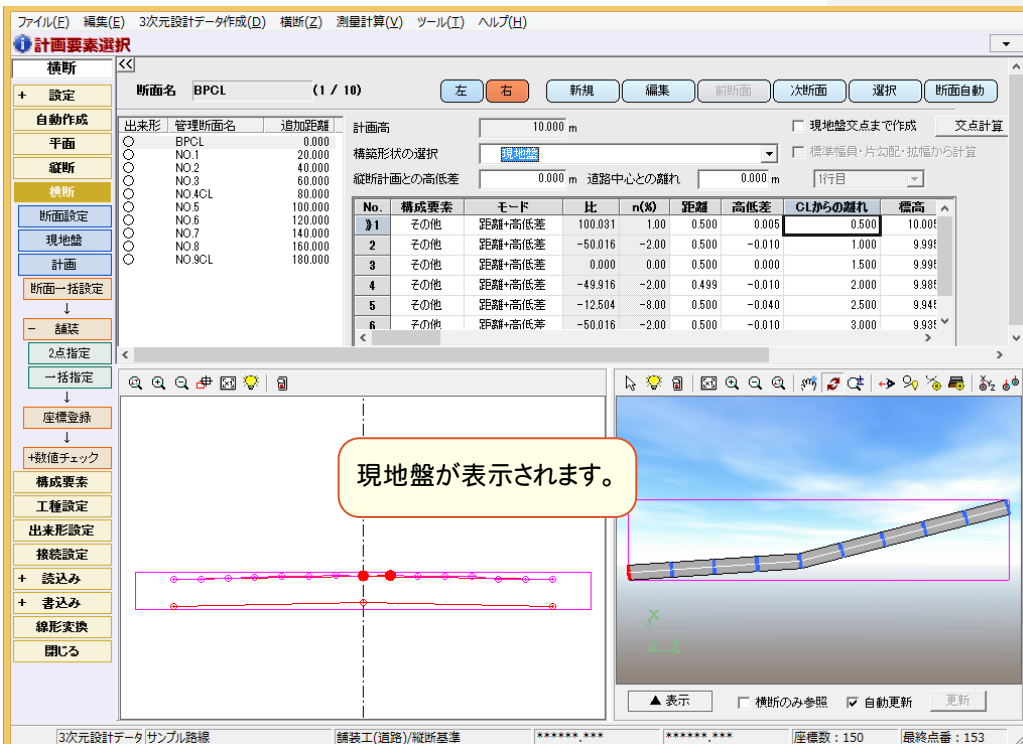 ファイル(F) 編集(E) 3次元設計データ作成(D) 横断(Z) 測量計算(V) ツール(T) ヘルプ(H)
計画要素選択
横断
+ 設定
自動作成
平面
縦断
横断
断面設定
現地盤
計画
断面一括設定
↓
− 舗装
2点指定
一括指定
↓
座標登録
↓
+数値チェック
構成要素
工種設定
出来形設定
接続設定
+ 読込み
+ 書込み
線形変換
閉じる
<<
断面名 BPCL (1 / 10) 左 右 新規 編集 前断面 次断面 選択 断面自動
出来形 管理断面名 追加距離
BPCL 0.000
NO.1 20.000
NO.2 40.000
NO.3 60.000
NO.4CL 80.000
NO.5 100.000
NO.6 120.000
NO.7 140.000
NO.8 160.000
NO.9CL 180.000
計画高 10.000 m 現地盤交点まで作成 交点計算
構築形状の選択 現地盤 標準幅員・片勾配・拡幅から計算
縦断計画との高低差 0.000 m 道路中心との離れ 0.000 m 1行目
No. 構成要素 モード 比 n(%) 距離 高低差 CLからの離れ 標高
1 その他 距離+高低差 100.031 1.00 0.500 0.005 0.500 10.005
2 その他 距離+高低差 -50.016 -2.00 0.500 -0.010 1.000 9.995
3 その他 距離+高低差 0.000 0.00 0.500 0.000 1.500 9.995
4 その他 距離+高低差 -49.916 -2.00 0.499 -0.010 2.000 9.985
5 その他 距離+高低差 -12.504 -8.00 0.500 -0.040 2.500 9.945
6 その他 距離+高低差 -50.016 -2.00 0.500 -0.010 3.000 9.935
現地盤が表示されます。
X
▲ 表示 横断のみ参照 自動更新 更新
3次元設計データ サンプル路線 舗装工(道路)/縦断基準 ******.*** ******.*** 座標数:150 最終点番:153